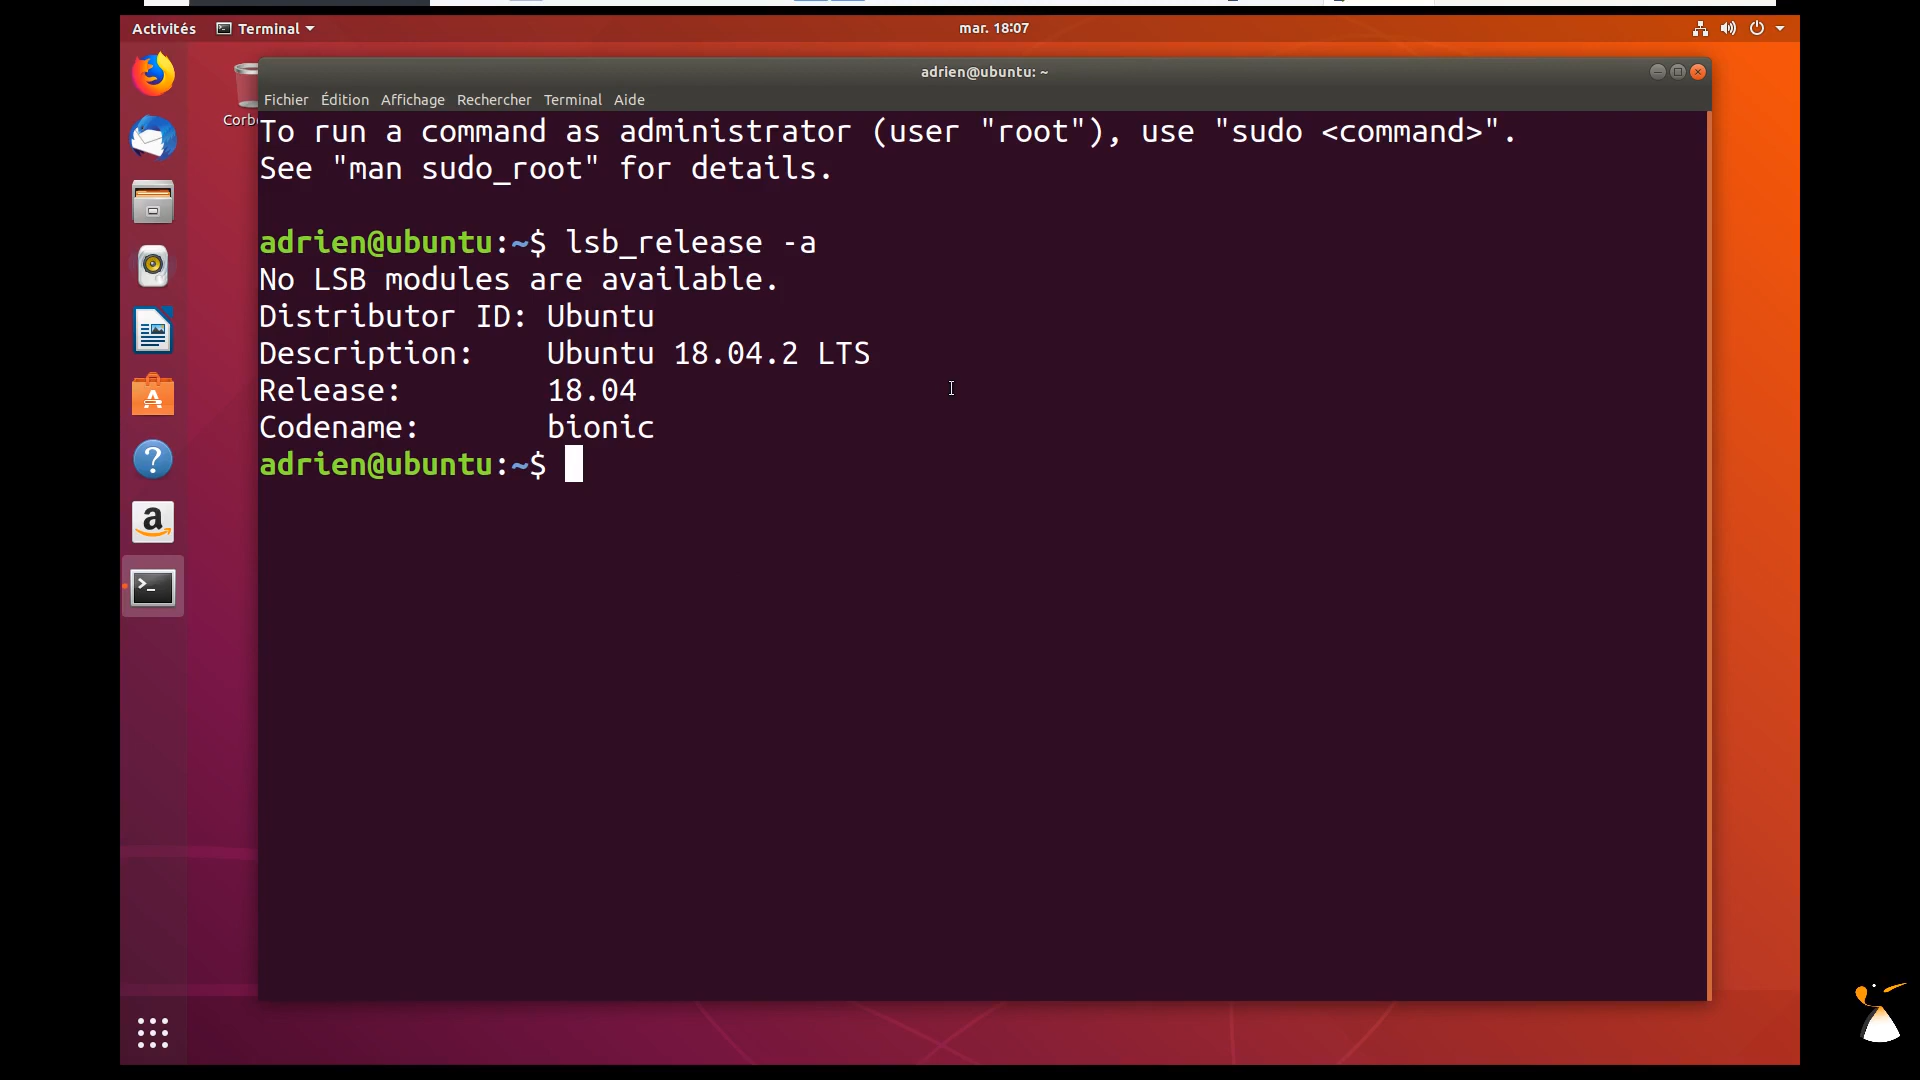 Activités Terminal mar. 18:07
adrien@ubuntu: ~
Fichier Édition Affichage Rechercher Terminal Aide
To run a command as administrator (user "root"), use "sudo <command>".
See "man sudo_root" for details.
adrien@ubuntu:~$ lsb_release -a
No LSB modules are available.
Distributor ID: Ubuntu
Description: Ubuntu 18.04.2 LTS
Release: 18.04
Codename: bionic
adrien@ubuntu:~$